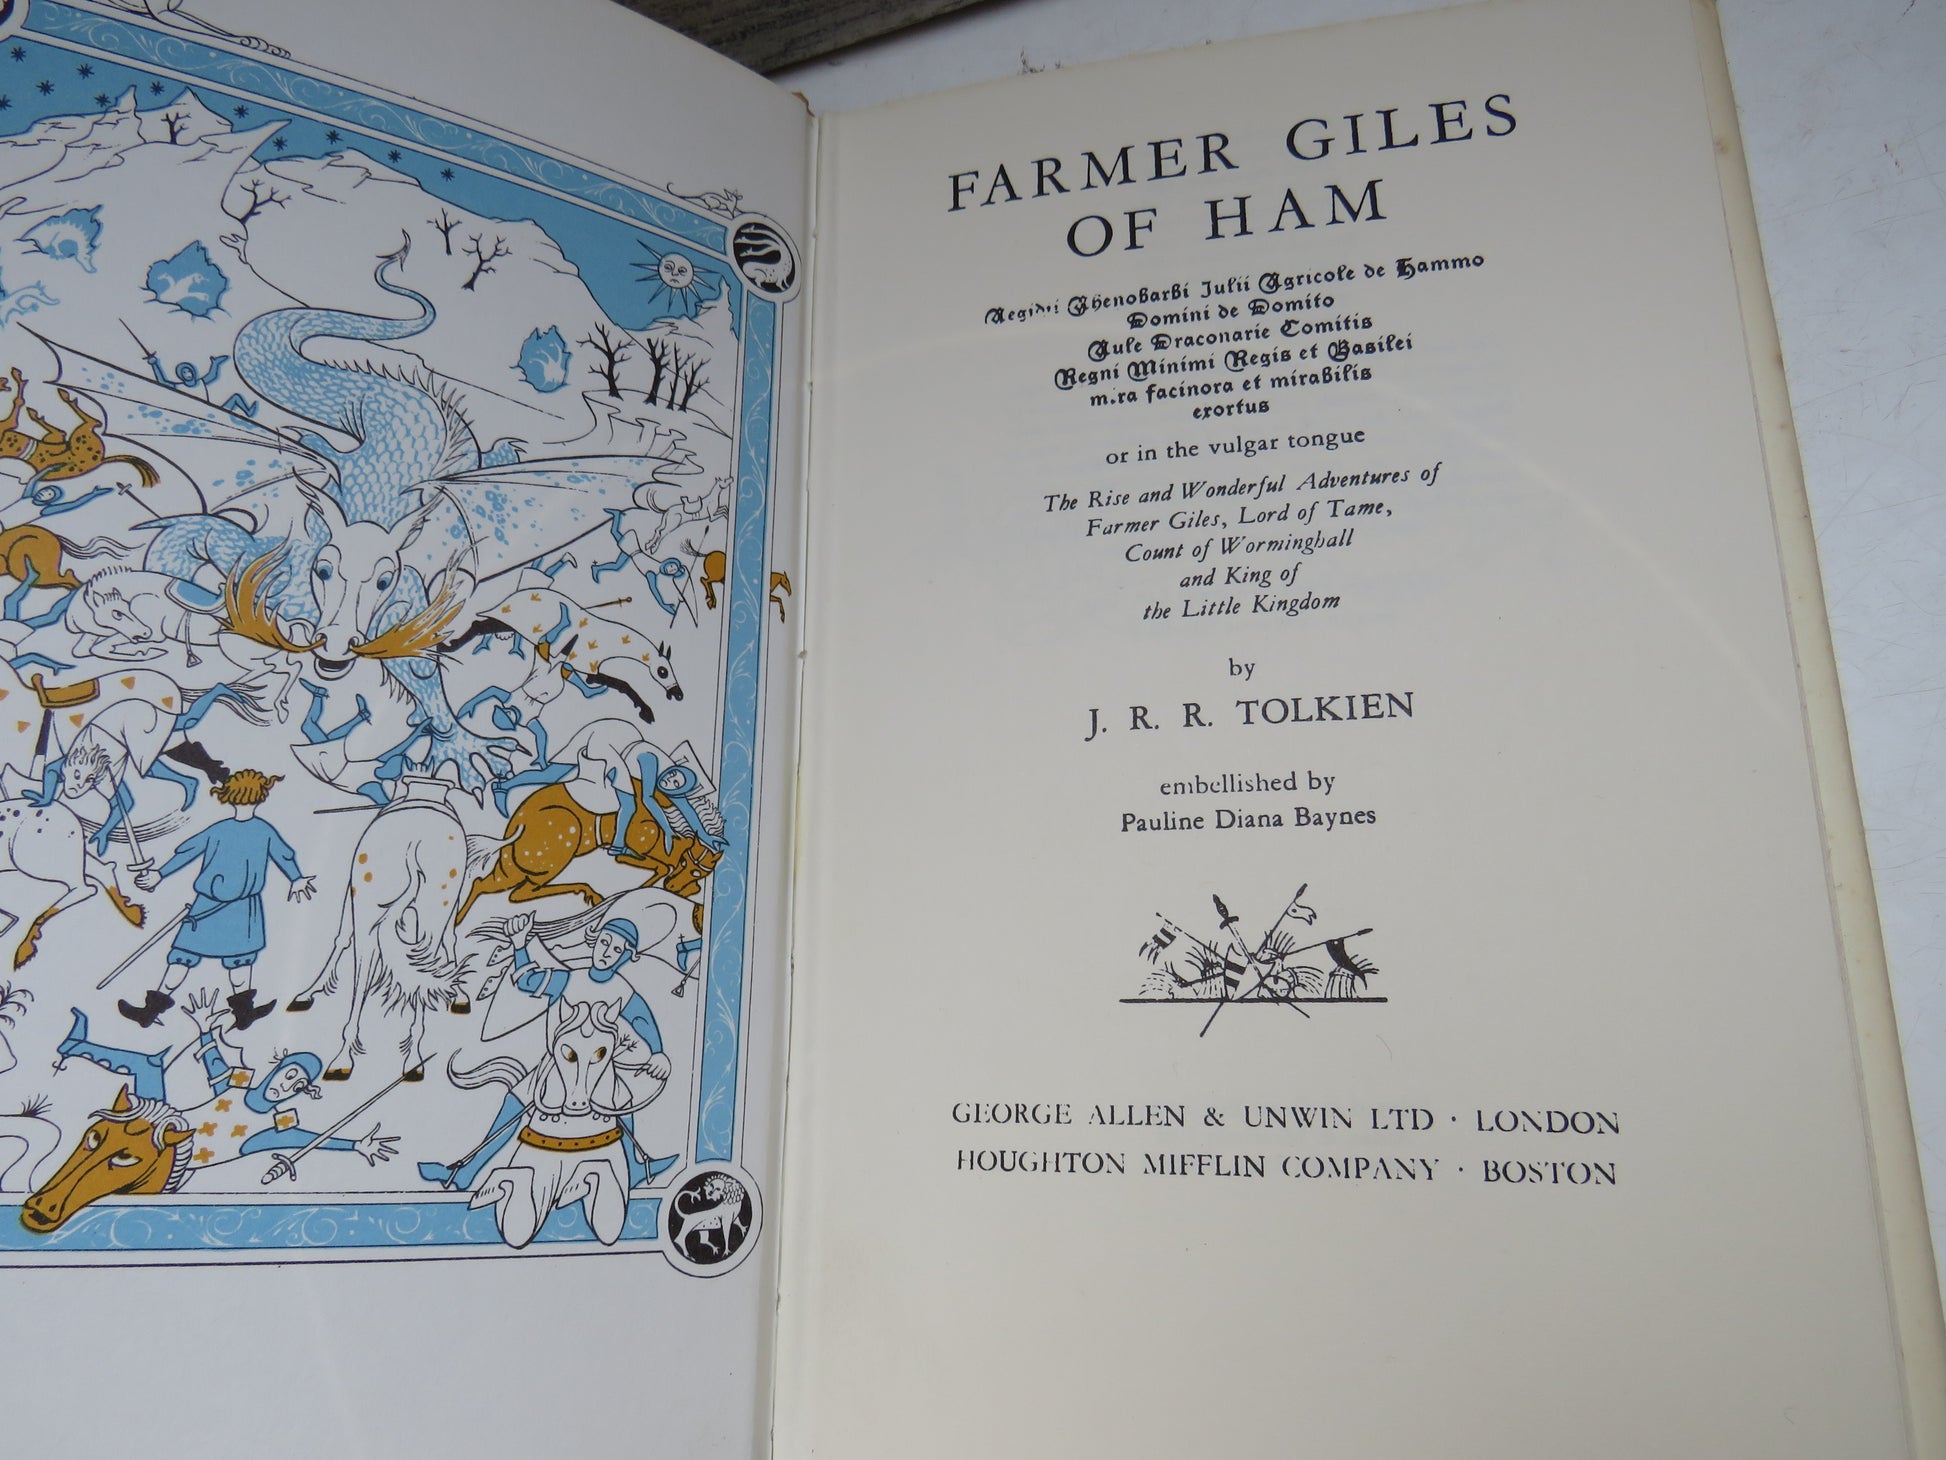 FARMER GILES
OF HAM
Aegidii Ahenobarbi Julii Agricole de Hammo
Domini de Domito
Aule Draconarie Comitis
Regni Minimi Regis et Basilei
mira facinora et mirabilis
exortus
or in the vulgar tongue
The Rise and Wonderful Adventures of
Farmer Giles, Lord of Tame,
Count of Worminghall
and King of
the Little Kingdom
by
J. R. R. TOLKIEN
embellished by
Pauline Diana Baynes
GEORGE ALLEN & UNWIN LTD · LONDON
HOUGHTON MIFFLIN COMPANY · BOSTON